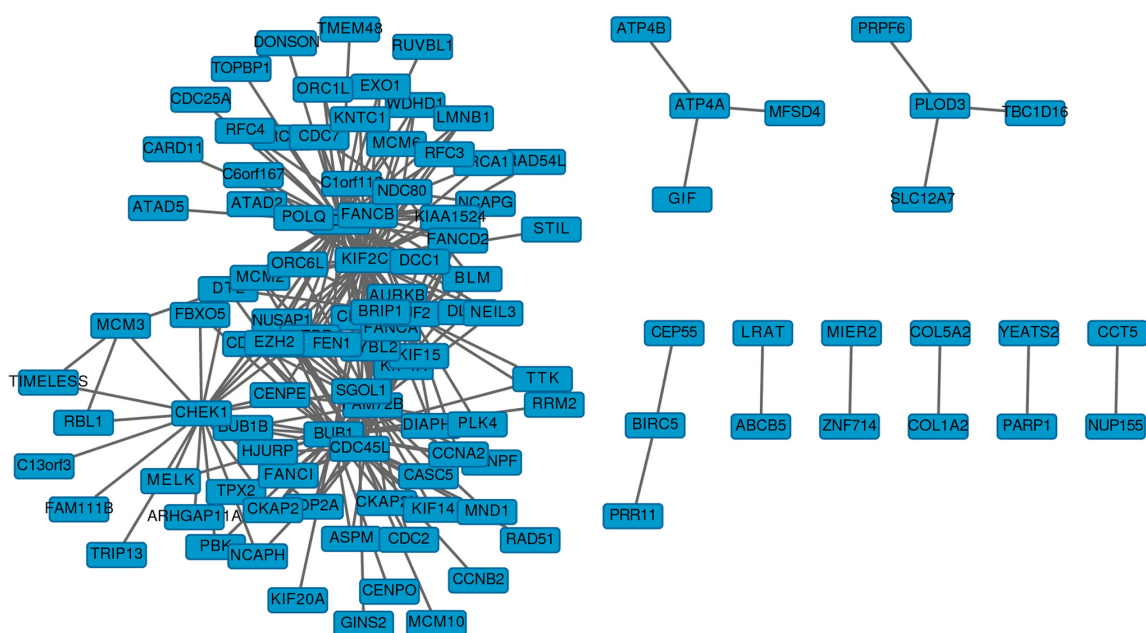 TMEM48
DONSON
RUVBL1
TOPBP1
ORC1L
EXO1
CDC25A
WDHD1
LMNB1
KNTC1
RFC4
CDC7
MCM6
RFC3
CARD11
RAD54L
C6orf167
NDC80
ATAD2
NCAPG
ATAD5
POLQ
FANCB
KIAA1524
STIL
FANCD2
KIF2C
DCC1
ORC6L
MCM2
BLM
AURKB
FBXO5
BRIP1
NEIL3
MCM3
NUSAP1
FANCA
EZH2
FEN1
KIF15
TIMELESS
TTK
CENPE
SGOL1
RRM2
CHEK1
RBL1
BUB1B
BUB1
PLK4
CDC45L
HJURP
CCNA2
C13orf3
MELK
FANCI
CASC5
TPX2
CKAP2
KIF14
MND1
FAM111B
ARHGAP11A
ASPM
CDC2
RAD51
TRIP13
PBK
NCAPH
CCNB2
KIF20A
CENPO
GINS2
MCM10
ATP4B
ATP4A
MFSD4
GIF
PRPF6
PLOD3
TBC1D16
SLC12A7
CEP55
LRAT
MIER2
COL5A2
YEATS2
CCT5
BIRC5
ABCB5
ZNF714
COL1A2
PARP1
NUP155
PRR11